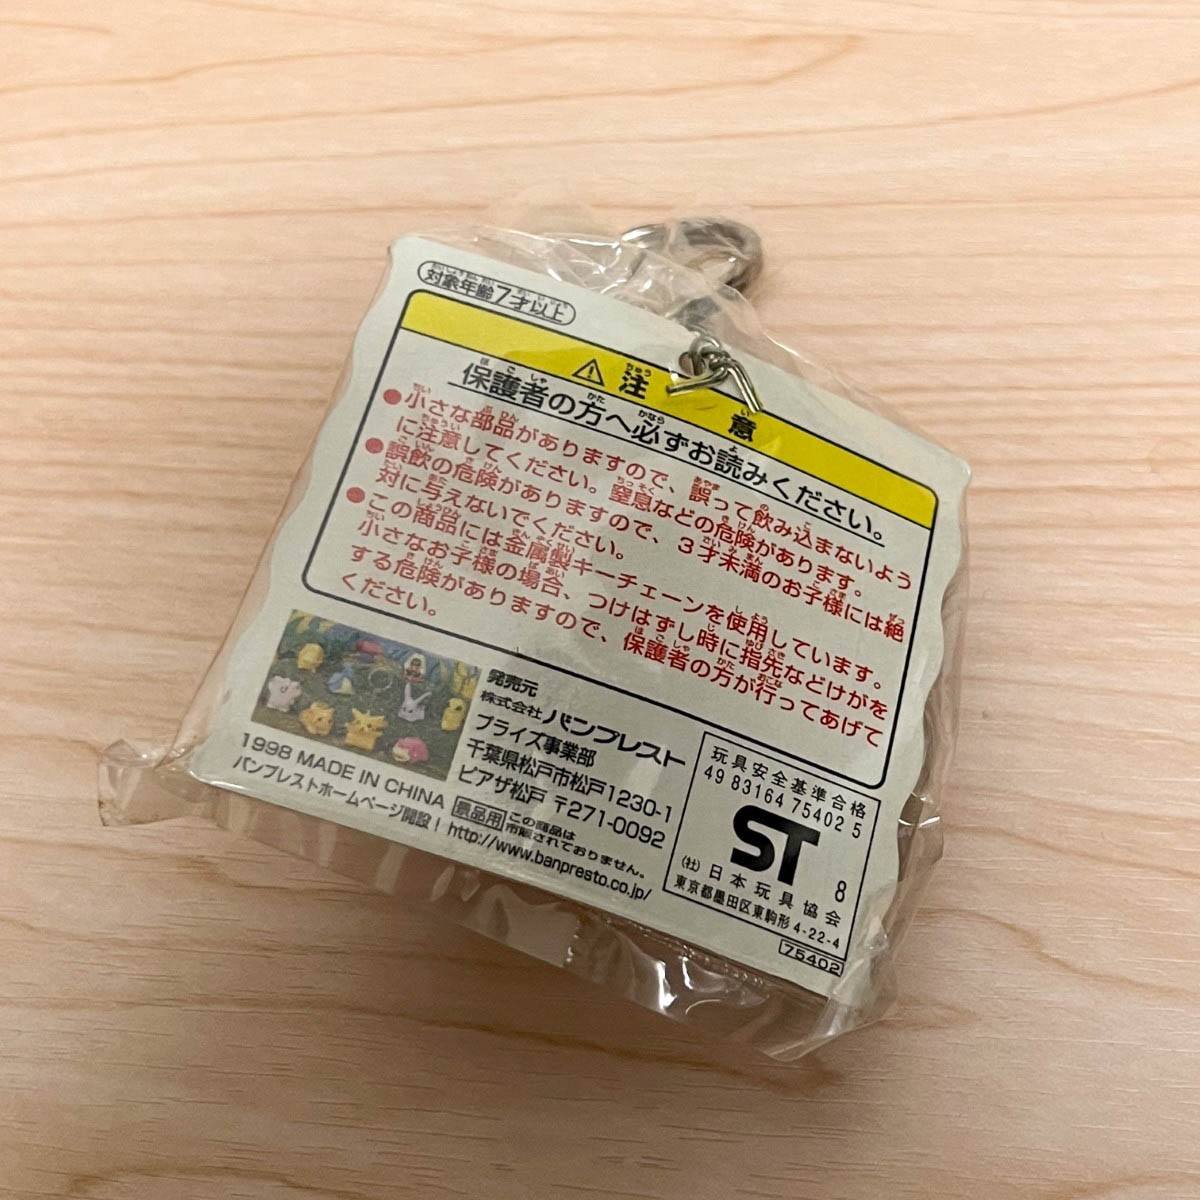 対象年齢7才以上
注意
保護者の方へ必ずお読みください。
●小さな部品がありますので、誤って飲み込まないよう
に注意してください。窒息などの危険があります。
●誤飲の危険がありますので、3才未満のお子様には絶
対に与えないでください。
●この商品には金属製キーチェーンを使用しています。
小さなお子様の場合、つけはずし時に指先などけがを
する危険がありますので、保護者の方が行ってあげて
ください。
1998 MADE IN CHINA
発売元
株式会社 バンプレスト
プライズ事業部
千葉県松戸市松戸1230-1
ピアザ松戸 〒271-0092
景品用 この商品は
市販されておりません。
バンプレストホームページ開設! http://www.banpresto.co.jp/
玩具安全基準合格
49 83164 75402 5
ST
8
(社)日本玩具協会
東京都墨田区東駒形4-22-4
75402